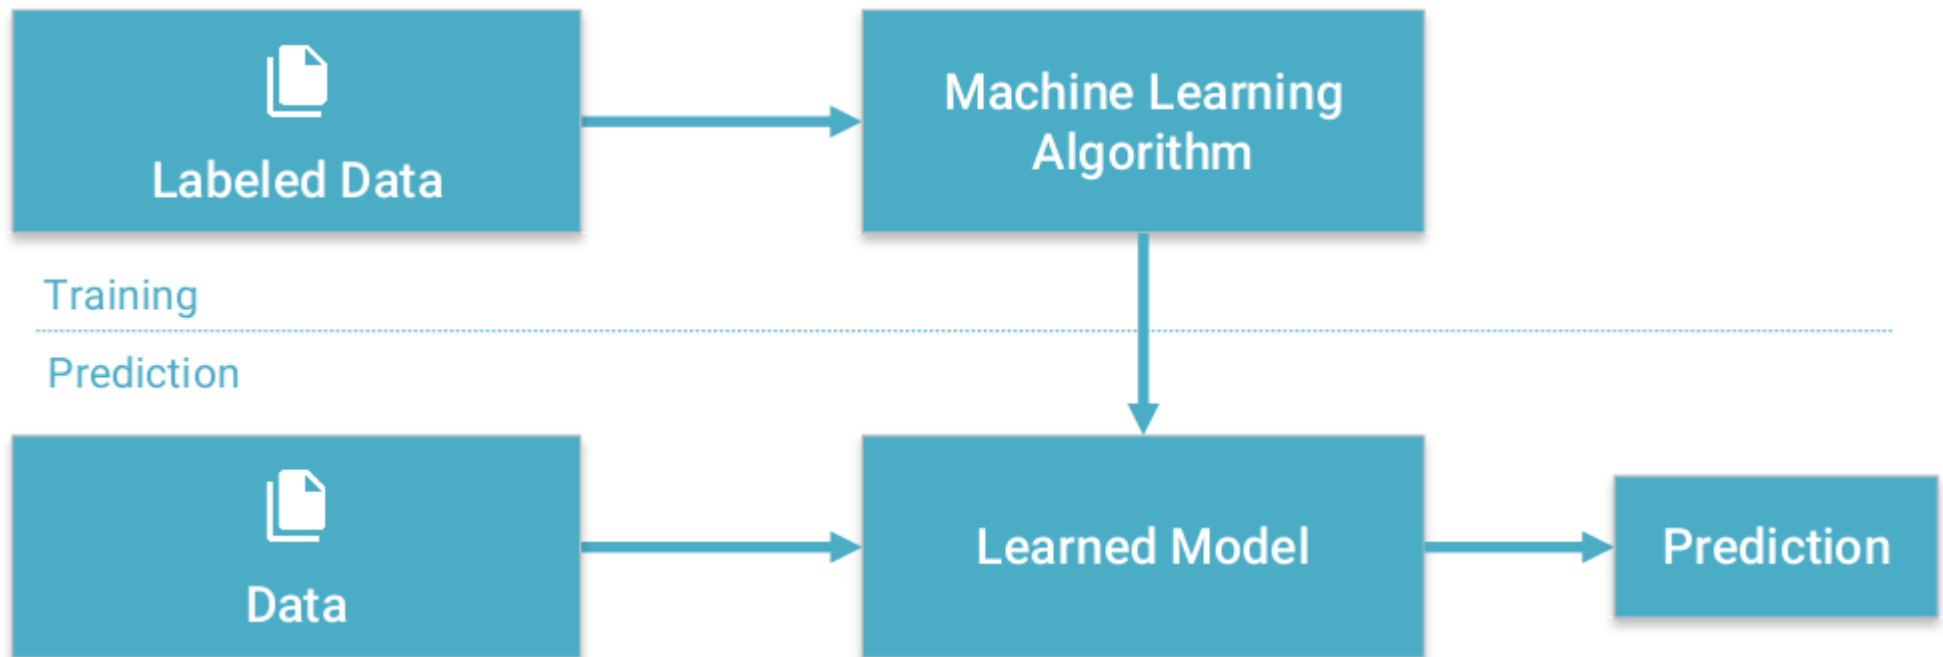 Labeled Data
Machine Learning
Algorithm
Training
Prediction
Data
Learned Model
Prediction